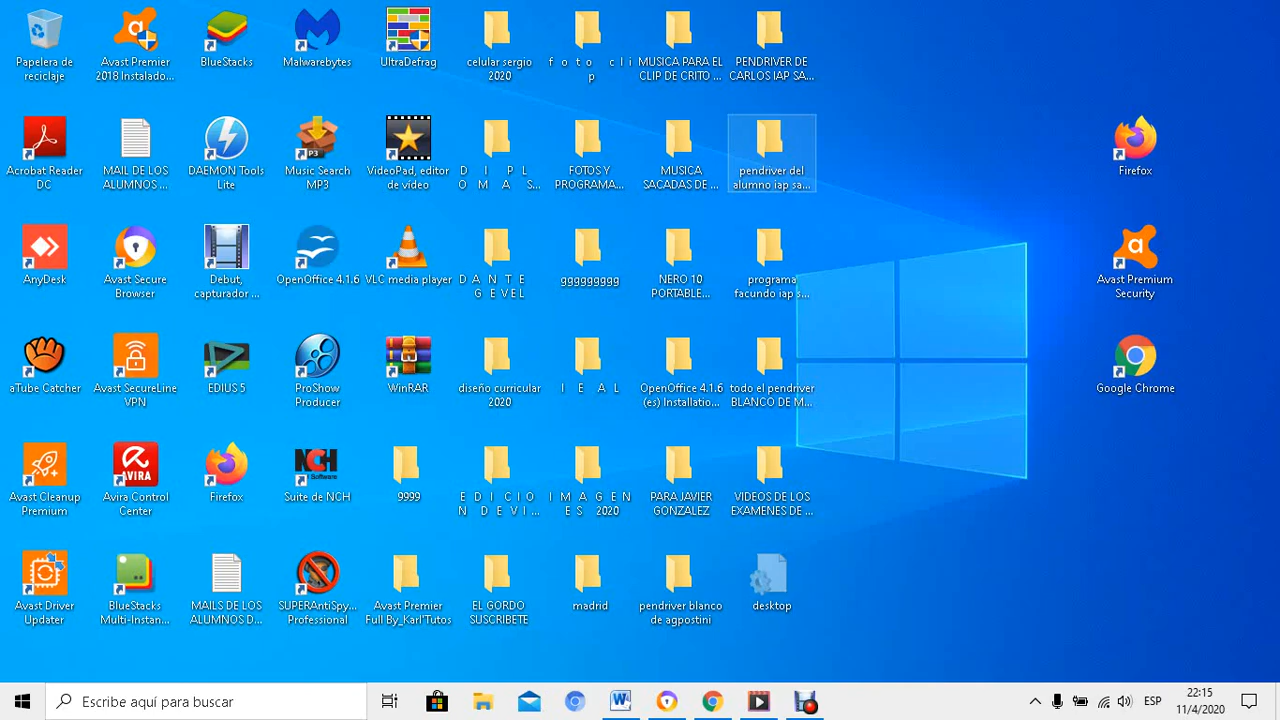 Papelera de
reciclaje
Avast Premier
2018 Instalado...
BlueStacks
Malwarebytes
UltraDefrag
celular sergio
2020
f o t o c l i
p
MUSICA PARA EL
CLIP DE CRITO ...
PENDRIVER DE
CARLOS IAP SA...
Acrobat Reader
DC
MAIL DE LOS
ALUMNOS ...
DAEMON Tools
Lite
P3
Music Search
MP3
VideoPad, editor
de vídeo
D I P L
O M A S...
FOTOS Y
PROGRAMA...
MUSICA
SACADAS DE ...
pendriver del
alumno iap sa...
Firefox
AnyDesk
Avast Secure
Browser
Debut,
capturador ...
OpenOffice 4.1.6
VLC media player
D A N T E
G E V E L
ggggggggg
NERO 10
PORTABLE...
programa
facundo iap s...
Avast Premium
Security
aTube Catcher
Avast SecureLine
VPN
EDIUS 5
ProShow
Producer
WinRAR
diseño curricular
2020
I E A L
OpenOffice 4.1.6
(es) Installatio...
todo el pendriver
BLANCO DE M...
Google Chrome
Avast Cleanup
Premium
AVIRA
Avira Control
Center
Firefox
NCH
Software
Suite de NCH
9999
E D I C I O
N D E V I ...
I M A G E N
E S 2020
PARA JAVIER
GONZALEZ
VIDEOS DE LOS
EXAMENES DE ...
Avast Driver
Updater
BlueStacks
Multi-Instan...
MAILS DE LOS
ALUMNOS D...
SUPERAntiSpy...
Professional
Avast Premier
Full By_Karl'Tutos
EL GORDO
SUSCRIBETE
madrid
pendriver blanco
de agpostini
desktop
Escribe aquí para buscar
ESP
22:15
11/4/2020